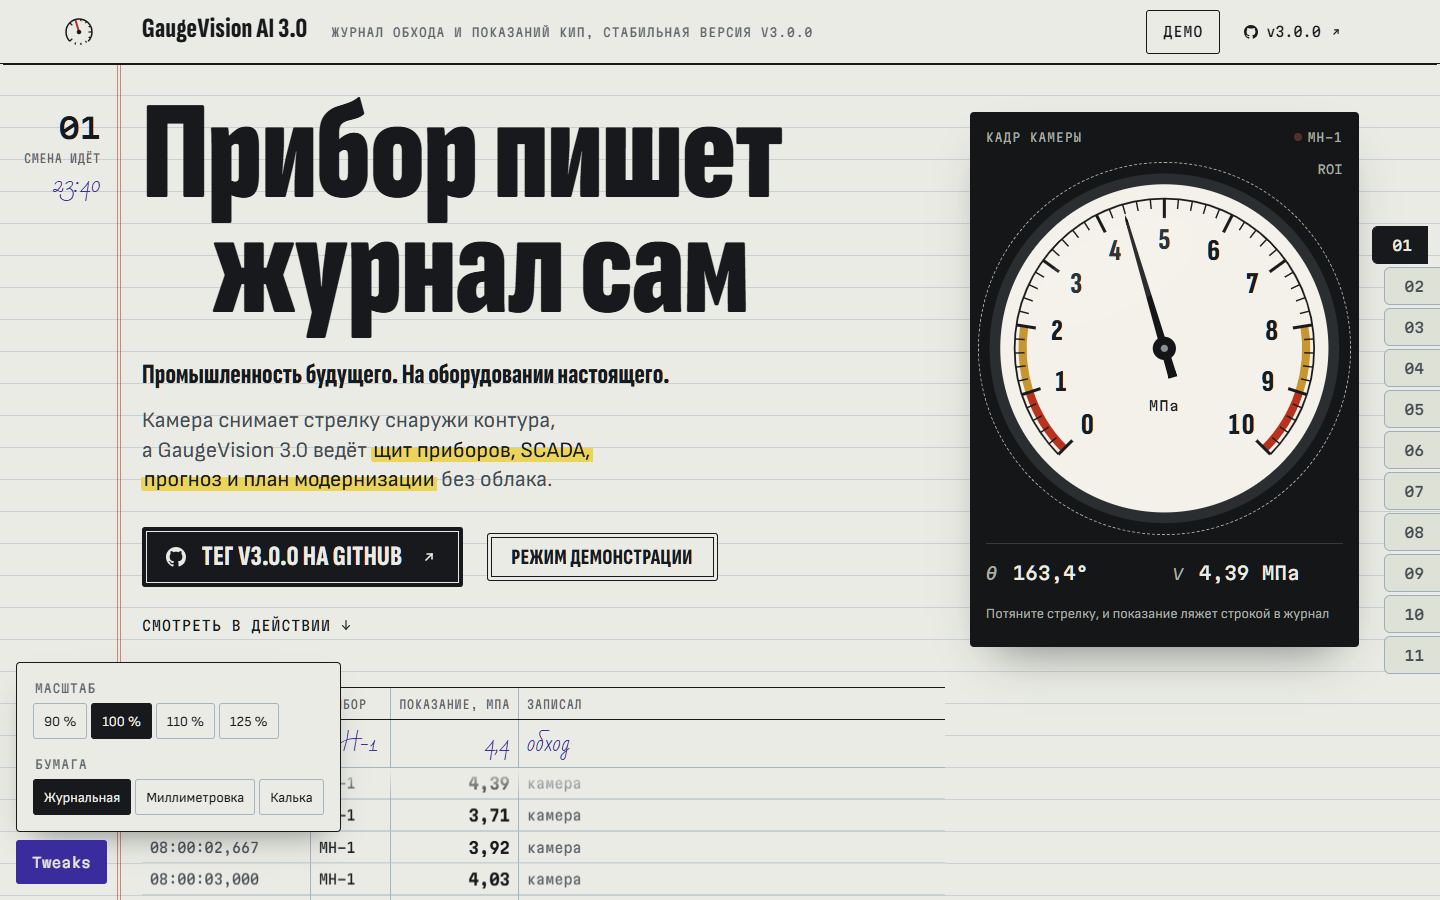 GaugeVision AI 3.0
ЖУРНАЛ ОБХОДА И ПОКАЗАНИЙ КИП, СТАБИЛЬНАЯ ВЕРСИЯ V3.0.0
ДЕМО
v3.0.0 ↗
01
СМЕНА ИДЁТ
23:40
Прибор пишет
журнал сам
Промышленность будущего. На оборудовании настоящего.
Камера снимает стрелку снаружи контура,
а GaugeVision 3.0 ведёт щит приборов, SCADA,
прогноз и план модернизации без облака.
ТЕГ V3.0.0 НА GITHUB ↗
РЕЖИМ ДЕМОНСТРАЦИИ
СМОТРЕТЬ В ДЕЙСТВИИ ↓
КАДР КАМЕРЫ
МН-1
ROI
0 1 2 3 4 5 6 7 8 9 10
МПа
θ 163,4°
V 4,39 МПа
Потяните стрелку, и показание ляжет строкой в журнал
01
02
03
04
05
06
07
08
09
10
11
МАСШТАБ
90 % 100 % 110 % 125 %
БУМАГА
Журнальная Миллиметровка Калька
Tweaks
БОР ПОКАЗАНИЕ, МПА ЗАПИСАЛ
Н-1 4,4 обход
-1 4,39 камера
-1 3,71 камера
08:00:02,667 МН-1 3,92 камера
08:00:03,000 МН-1 4,03 камера